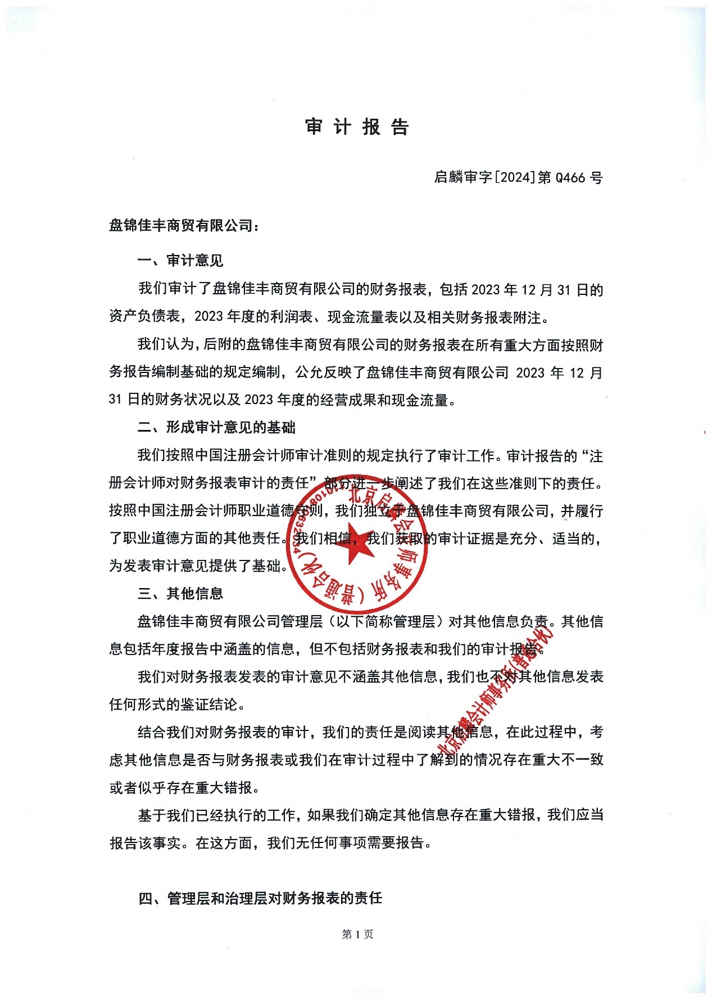 审计报告
启麟审字[2024]第 Q466 号
盘锦佳丰商贸有限公司：
一、审计意见
我们审计了盘锦佳丰商贸有限公司的财务报表，包括 2023 年 12 月 31 日的
资产负债表，2023 年度的利润表、现金流量表以及相关财务报表附注。
我们认为，后附的盘锦佳丰商贸有限公司的财务报表在所有重大方面按照财
务报告编制基础的规定编制，公允反映了盘锦佳丰商贸有限公司 2023 年 12 月
31 日的财务状况以及 2023 年度的经营成果和现金流量。
二、形成审计意见的基础
我们按照中国注册会计师审计准则的规定执行了审计工作。审计报告的“注
册会计师对财务报表审计的责任”部分进一步阐述了我们在这些准则下的责任。
按照中国注册会计师职业道德守则，我们独立于盘锦佳丰商贸有限公司，并履行
了职业道德方面的其他责任。我们相信，我们获取的审计证据是充分、适当的，
为发表审计意见提供了基础。
北京启麟会计师事务所（普通合伙）
1101081063203​4
三、其他信息
盘锦佳丰商贸有限公司管理层（以下简称管理层）对其他信息负责。其他信
息包括年度报告中涵盖的信息，但不包括财务报表和我们的审计报告。
我们对财务报表发表的审计意见不涵盖其他信息，我们也不对其他信息发表
任何形式的鉴证结论。
北京启麟会计师事务所(普通合伙)
结合我们对财务报表的审计，我们的责任是阅读其他信息，在此过程中，考
虑其他信息是否与财务报表或我们在审计过程中了解到的情况存在重大不一致
或者似乎存在重大错报。
基于我们已经执行的工作，如果我们确定其他信息存在重大错报，我们应当
报告该事实。在这方面，我们无任何事项需要报告。
四、管理层和治理层对财务报表的责任
第 1 页